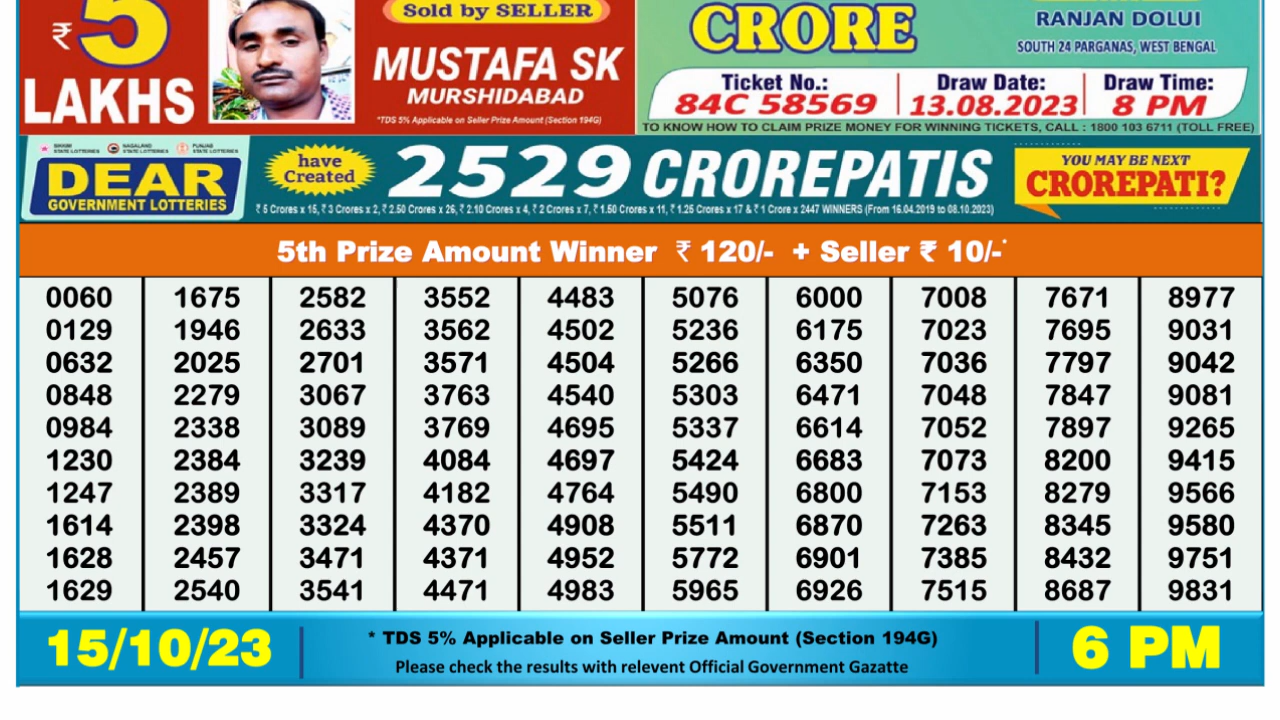 ₹ 5
LAKHS
Sold by SELLER
MUSTAFA SK
MURSHIDABAD
*TDS 5% Applicable on Seller Prize Amount (Section 194G)
CRORE
RANJAN DOLUI
SOUTH 24 PARGANAS, WEST BENGAL
Ticket No.: Draw Date: Draw Time:
84C 58569 13.08.2023 8 PM
TO KNOW HOW TO CLAIM PRIZE MONEY FOR WINNING TICKETS, CALL : 1800 103 6711 (TOLL FREE)
SIKKIM STATE LOTTERIES NAGALAND STATE LOTTERIES PUNJAB STATE LOTTERIES
DEAR
GOVERNMENT LOTTERIES
have
Created
2529 CROREPATIS
₹ 5 Crores x 15, ₹ 3 Crores x 2, ₹ 2.50 Crores x 26, ₹ 2.10 Crores x 4, ₹ 2 Crores x 7, ₹ 1.50 Crores x 11, ₹ 1.25 Crores x 17 & ₹ 1 Crore x 2447 WINNERS (From 16.04.2019 to 08.10.2023)
YOU MAY BE NEXT
CROREPATI?
5th Prize Amount Winner ₹ 120/- + Seller ₹ 10/-*
0060 1675 2582 3552 4483 5076 6000 7008 7671 8977
0129 1946 2633 3562 4502 5236 6175 7023 7695 9031
0632 2025 2701 3571 4504 5266 6350 7036 7797 9042
0848 2279 3067 3763 4540 5303 6471 7048 7847 9081
0984 2338 3089 3769 4695 5337 6614 7052 7897 9265
1230 2384 3239 4084 4697 5424 6683 7073 8200 9415
1247 2389 3317 4182 4764 5490 6800 7153 8279 9566
1614 2398 3324 4370 4908 5511 6870 7263 8345 9580
1628 2457 3471 4371 4952 5772 6901 7385 8432 9751
1629 2540 3541 4471 4983 5965 6926 7515 8687 9831
15/10/23
* TDS 5% Applicable on Seller Prize Amount (Section 194G)
Please check the results with relevent Official Government Gazatte
6 PM